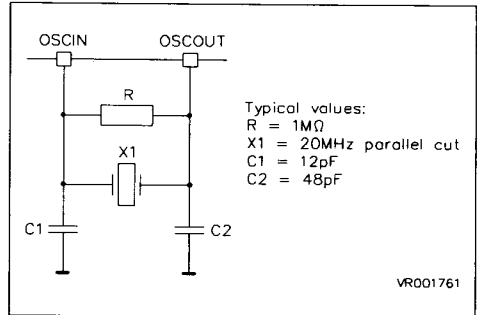 OSCIN OSCOUT
R
X1
C1 C2
Typical values:
R = 1MΩ
X1 = 20MHz parallel cut
C1 = 12pF
C2 = 48pF
VR001761